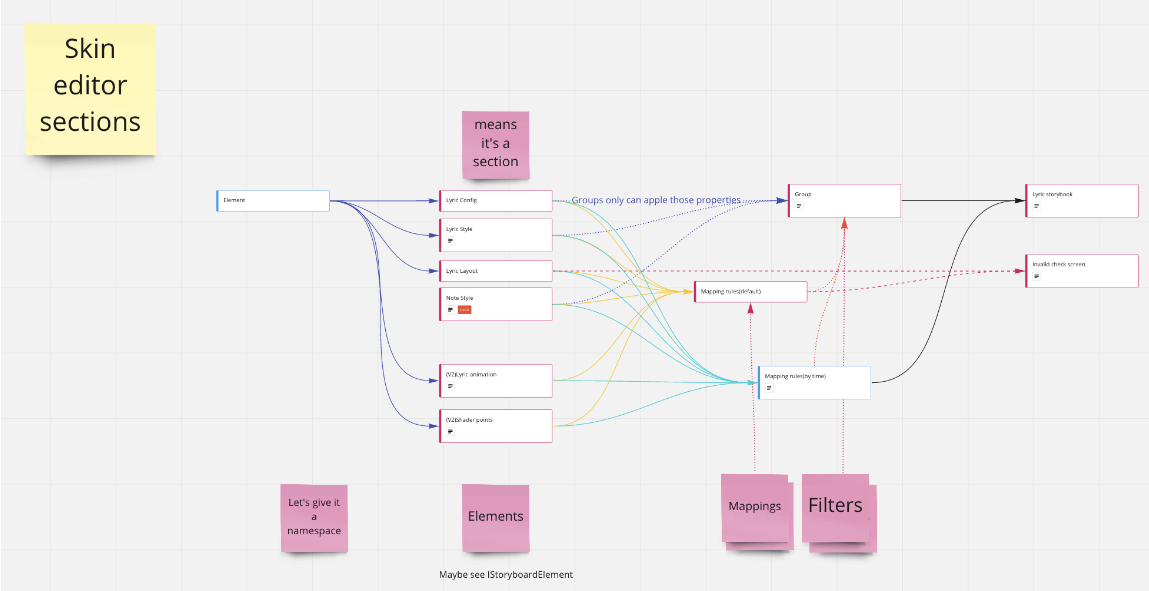 Skin
editor
sections
means
it's a
section
Element
Lyric Config
Groups only can apple those properties
Group
Lyric storybook
Lyric Style
Lyric Layout
Invalid check screen.
Note Style
Mapping rules(default)
(V2)Lyric animation
Mapping rules(by time)
(V2)Shader points
Let's give it
a
namespace
Elements
Mappings
Filters
Maybe see IStoryboardElement